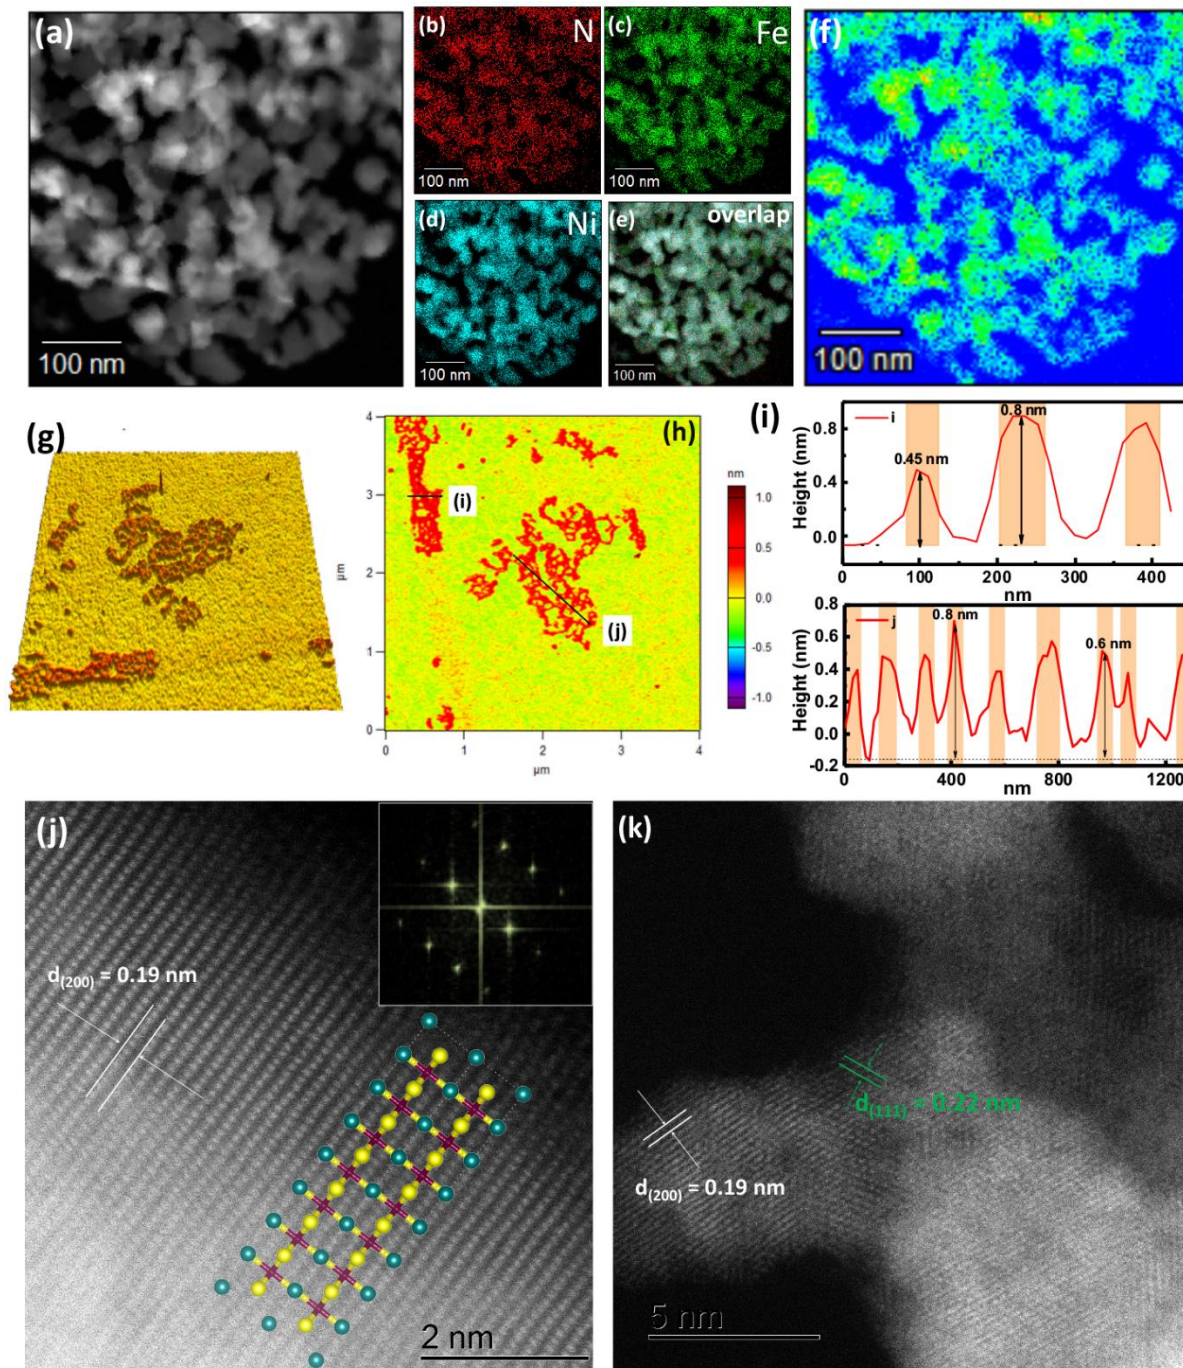 (a)
100 nm
(b) N
100 nm
(c) Fe
100 nm
(d) Ni
100 nm
(e) overlap
100 nm
(f)
100 nm
(g)
(h)
4
3
2
1
0
µm
0 1 2 3 4
µm
(i)
(j)
nm
1.0
0.5
0.0
-0.5
-1.0
(i)
i
0.45 nm
0.8 nm
Height (nm)
0.8
0.4
0.0
0 100 200 300 400
nm
j
0.8 nm
0.6 nm
Height (nm)
0.8
0.6
0.4
0.2
0.0
-0.2
0 400 800 1200
nm
(j)
d(200) = 0.19 nm
2 nm
(k)
d(111) = 0.22 nm
d(200) = 0.19 nm
5 nm